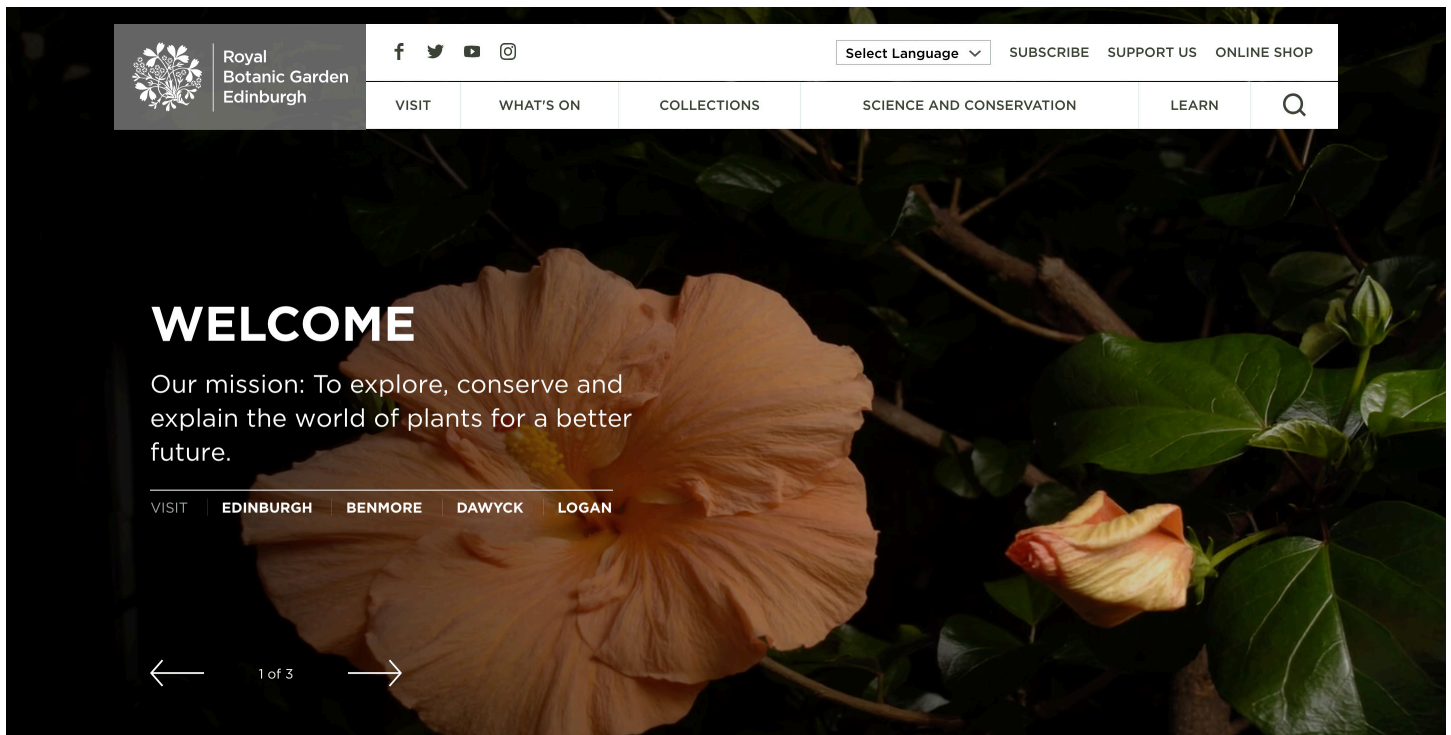 Royal
Botanic Garden
Edinburgh
Select Language
SUBSCRIBE
SUPPORT US
ONLINE SHOP
VISIT
WHAT'S ON
COLLECTIONS
SCIENCE AND CONSERVATION
LEARN
WELCOME
Our mission: To explore, conserve and
explain the world of plants for a better
future.
VISIT
EDINBURGH
BENMORE
DAWYCK
LOGAN
1 of 3